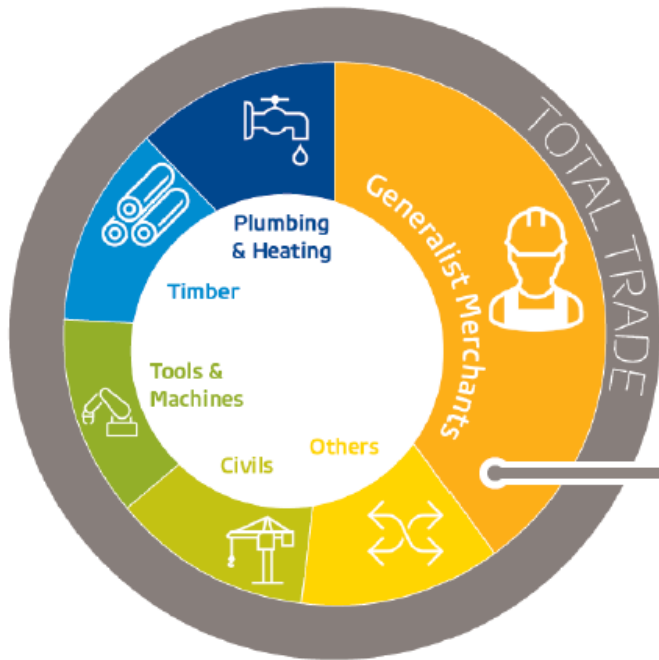 TOTAL TRADE
Generalist Merchants
Plumbing
& Heating
Timber
Tools &
Machines
Civils
Others